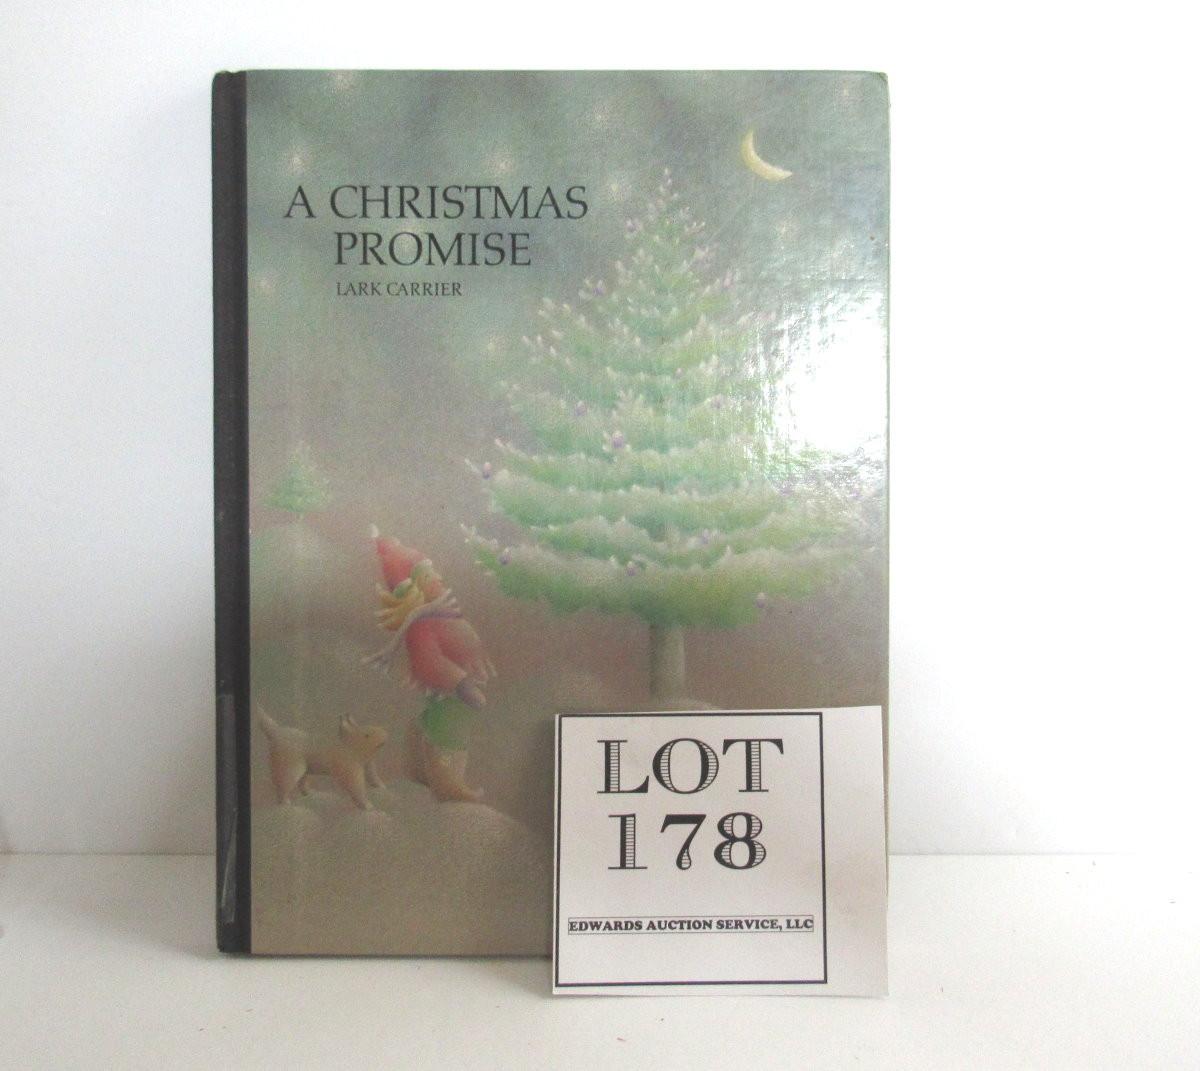 A CHRISTMAS
PROMISE
LARK CARRIER
LOT
178
EDWARDS AUCTION SERVICE, LLC